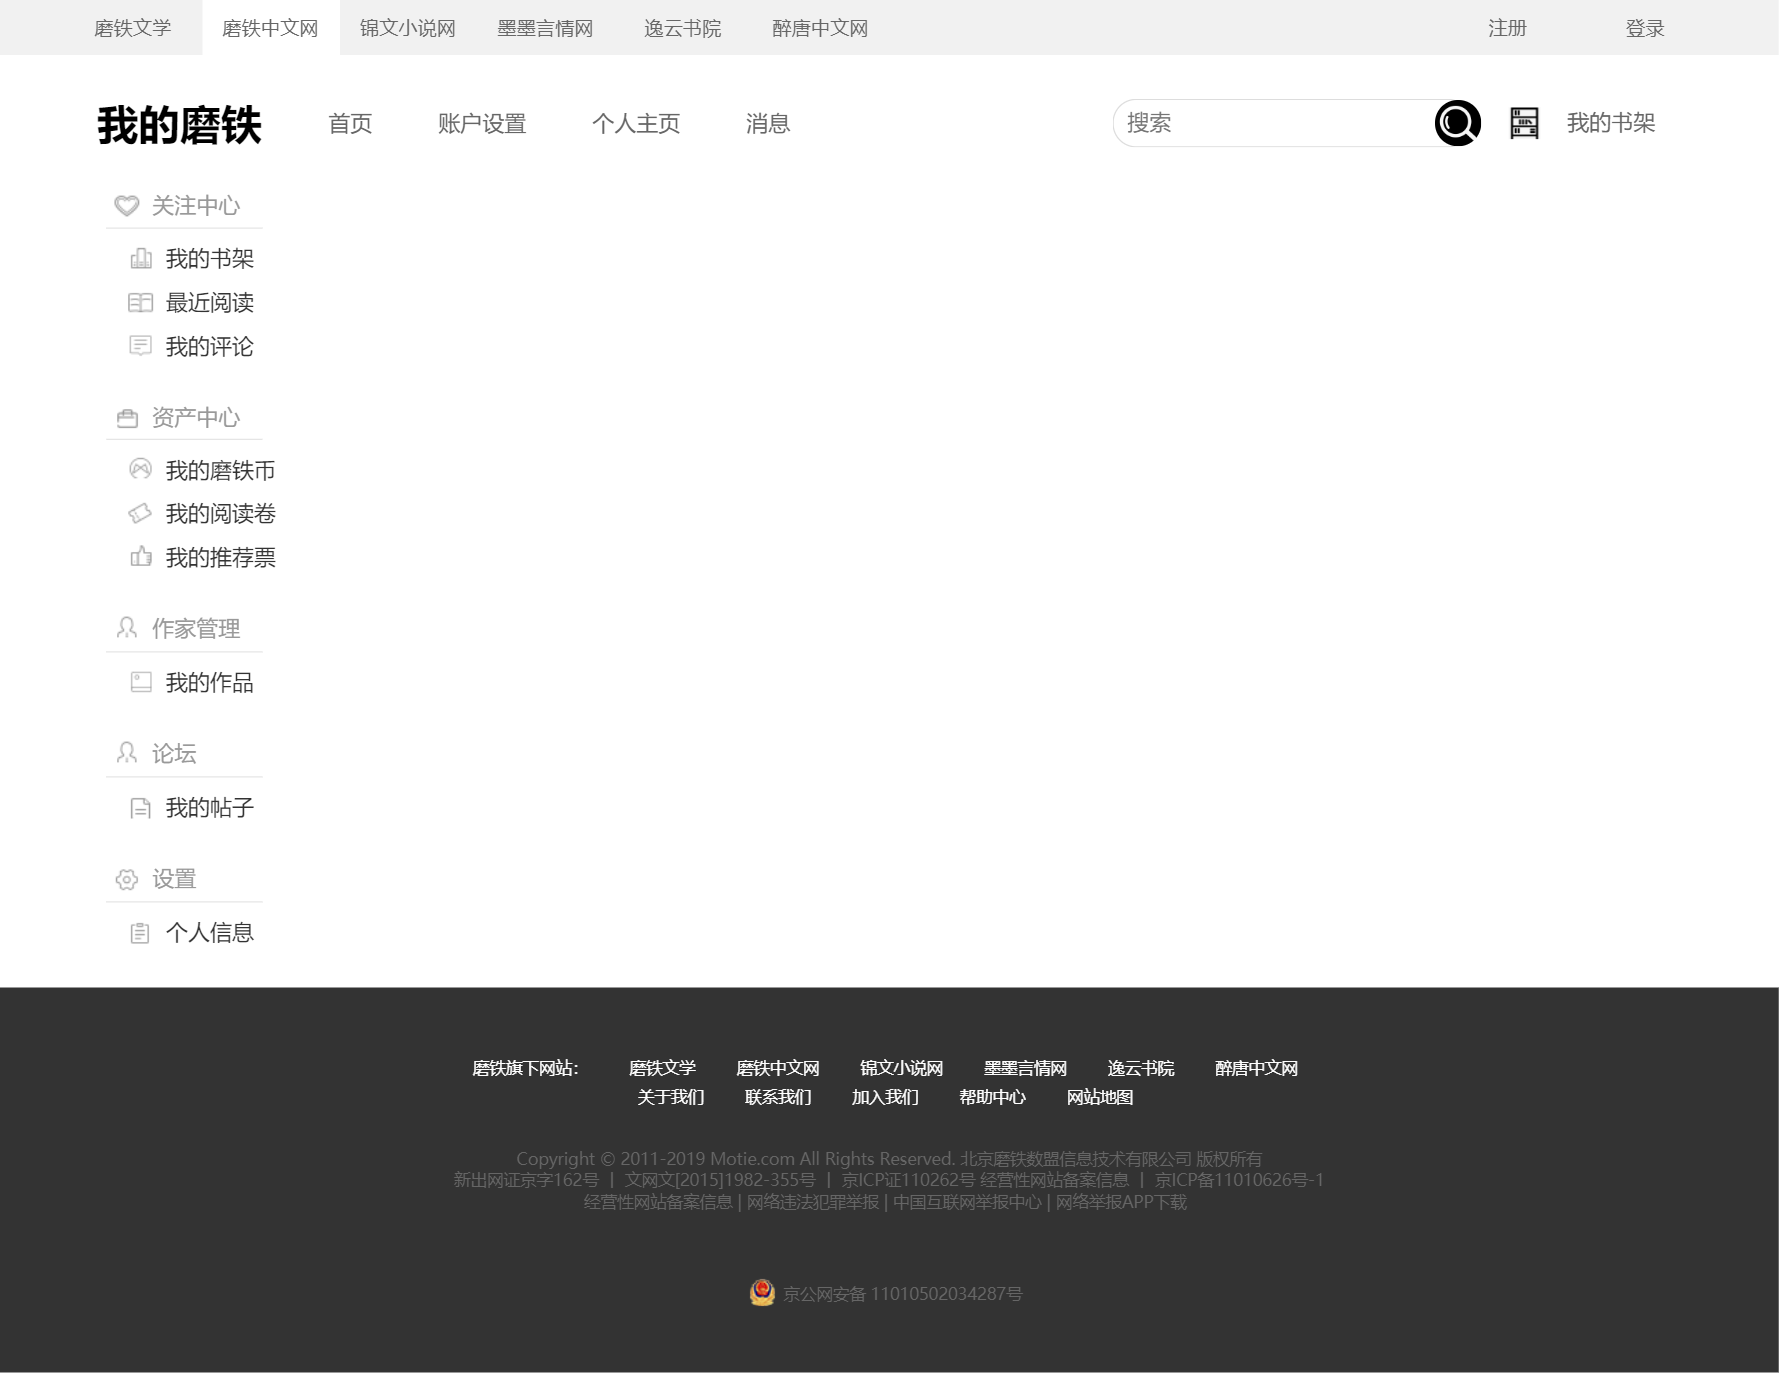 磨铁文学 磨铁中文网 锦文小说网 墨墨言情网 逸云书院 醉唐中文网 注册 登录
我的磨铁 首页 账户设置 个人主页 消息 搜索 我的书架
关注中心
我的书架
最近阅读
我的评论
资产中心
我的磨铁币
我的阅读卷
我的推荐票
作家管理
我的作品
论坛
我的帖子
设置
个人信息
磨铁旗下网站： 磨铁文学 磨铁中文网 锦文小说网 墨墨言情网 逸云书院 醉唐中文网
关于我们 联系我们 加入我们 帮助中心 网站地图
Copyright © 2011-2019 Motie.com All Rights Reserved. 北京磨铁数盟信息技术有限公司 版权所有
新出网证京字162号 | 文网文[2015]1982-355号 | 京ICP证110262号 经营性网站备案信息 | 京ICP备11010626号-1
经营性网站备案信息 | 网络违法犯罪举报 | 中国互联网举报中心 | 网络举报APP下载
京公网安备 11010502034287号